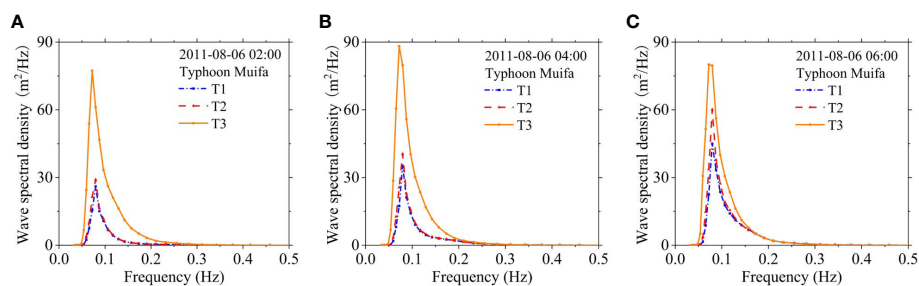 A
Wave spectral density (m²/Hz)
90
60
30
0
2011-08-06 02:00
Typhoon Muifa
T1
T2
T3
0.0 0.1 0.2 0.3 0.4 0.5
Frequency (Hz)
B
Wave spectral density (m²/Hz)
90
60
30
0
2011-08-06 04:00
Typhoon Muifa
T1
T2
T3
0.0 0.1 0.2 0.3 0.4 0.5
Frequency (Hz)
C
Wave spectral density (m²/Hz)
90
60
30
0
2011-08-06 06:00
Typhoon Muifa
T1
T2
T3
0.0 0.1 0.2 0.3 0.4 0.5
Frequency (Hz)